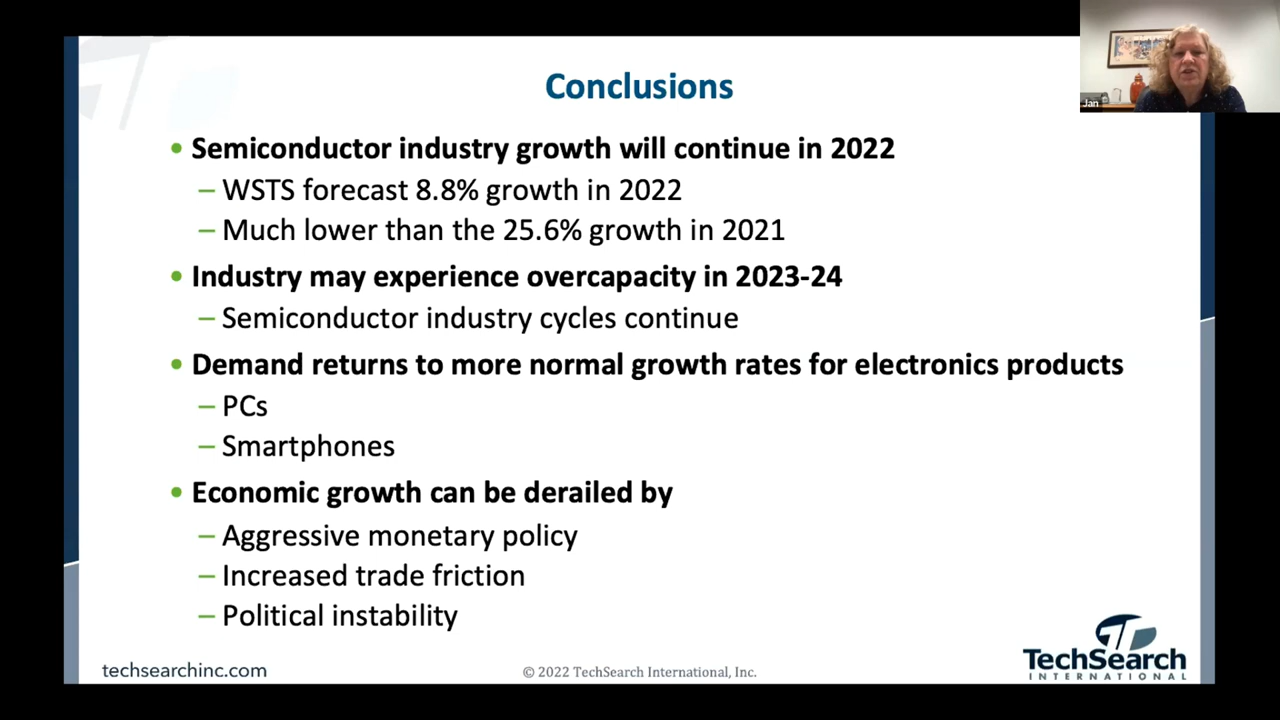 Conclusions
Jan
• Semiconductor industry growth will continue in 2022
– WSTS forecast 8.8% growth in 2022
– Much lower than the 25.6% growth in 2021
• Industry may experience overcapacity in 2023-24
– Semiconductor industry cycles continue
• Demand returns to more normal growth rates for electronics products
– PCs
– Smartphones
• Economic growth can be derailed by
– Aggressive monetary policy
– Increased trade friction
– Political instability
techsearchinc.com
© 2022 TechSearch International, Inc.
TechSearch
INTERNATIONAL